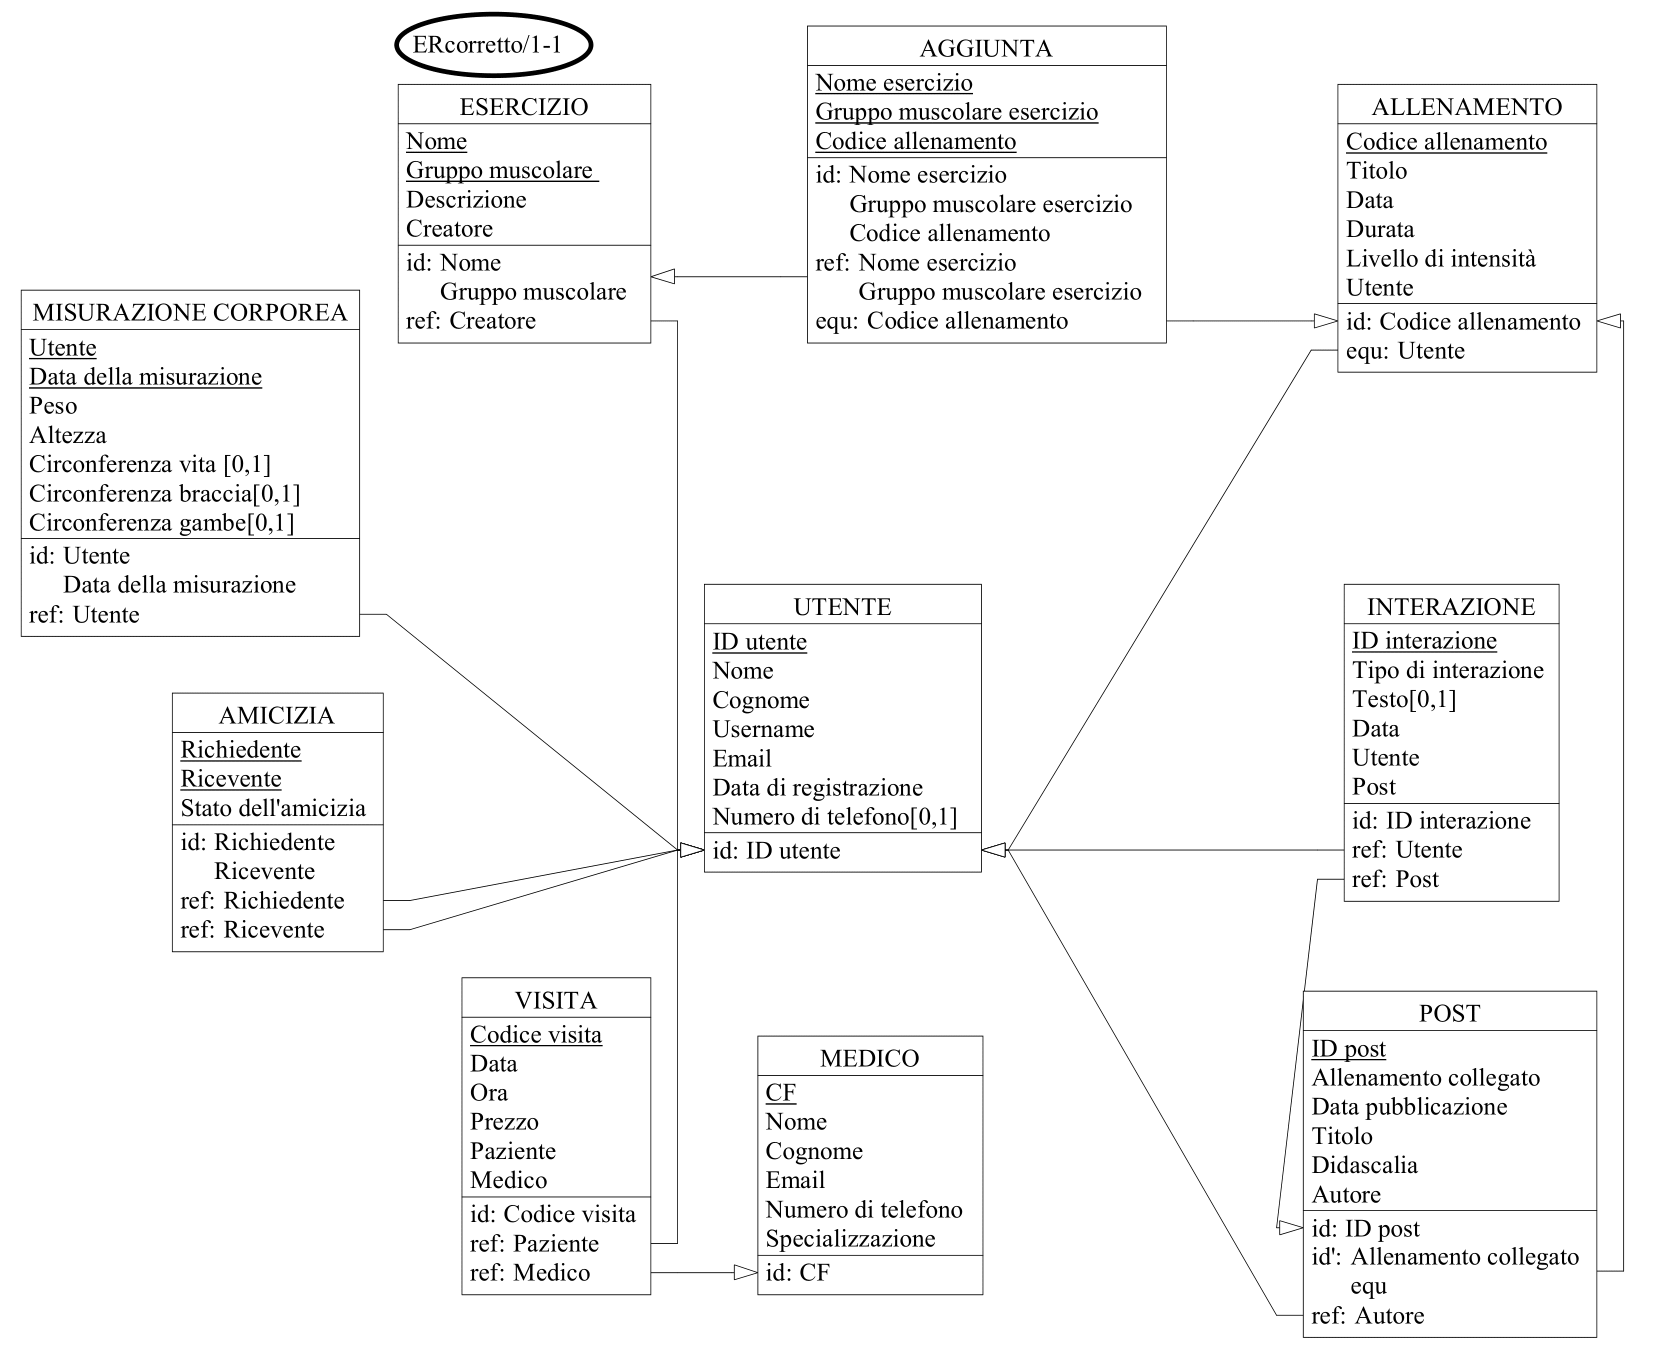 ERcorretto/1-1
ESERCIZIO
Nome
Gruppo muscolare
Descrizione
Creatore
id: Nome
Gruppo muscolare
ref: Creatore
AGGIUNTA
Nome esercizio
Gruppo muscolare esercizio
Codice allenamento
id: Nome esercizio
Gruppo muscolare esercizio
Codice allenamento
ref: Nome esercizio
Gruppo muscolare esercizio
equ: Codice allenamento
ALLENAMENTO
Codice allenamento
Titolo
Data
Durata
Livello di intensità
Utente
id: Codice allenamento
equ: Utente
MISURAZIONE CORPOREA
Utente
Data della misurazione
Peso
Altezza
Circonferenza vita [0,1]
Circonferenza braccia[0,1]
Circonferenza gambe[0,1]
id: Utente
Data della misurazione
ref: Utente
UTENTE
ID utente
Nome
Cognome
Username
Email
Data di registrazione
Numero di telefono[0,1]
id: ID utente
INTERAZIONE
ID interazione
Tipo di interazione
Testo[0,1]
Data
Utente
Post
id: ID interazione
ref: Utente
ref: Post
AMICIZIA
Richiedente
Ricevente
Stato dell'amicizia
id: Richiedente
Ricevente
ref: Richiedente
ref: Ricevente
VISITA
Codice visita
Data
Ora
Prezzo
Paziente
Medico
id: Codice visita
ref: Paziente
ref: Medico
MEDICO
CF
Nome
Cognome
Email
Numero di telefono
Specializzazione
id: CF
POST
ID post
Allenamento collegato
Data pubblicazione
Titolo
Didascalia
Autore
id: ID post
id': Allenamento collegato
equ
ref: Autore